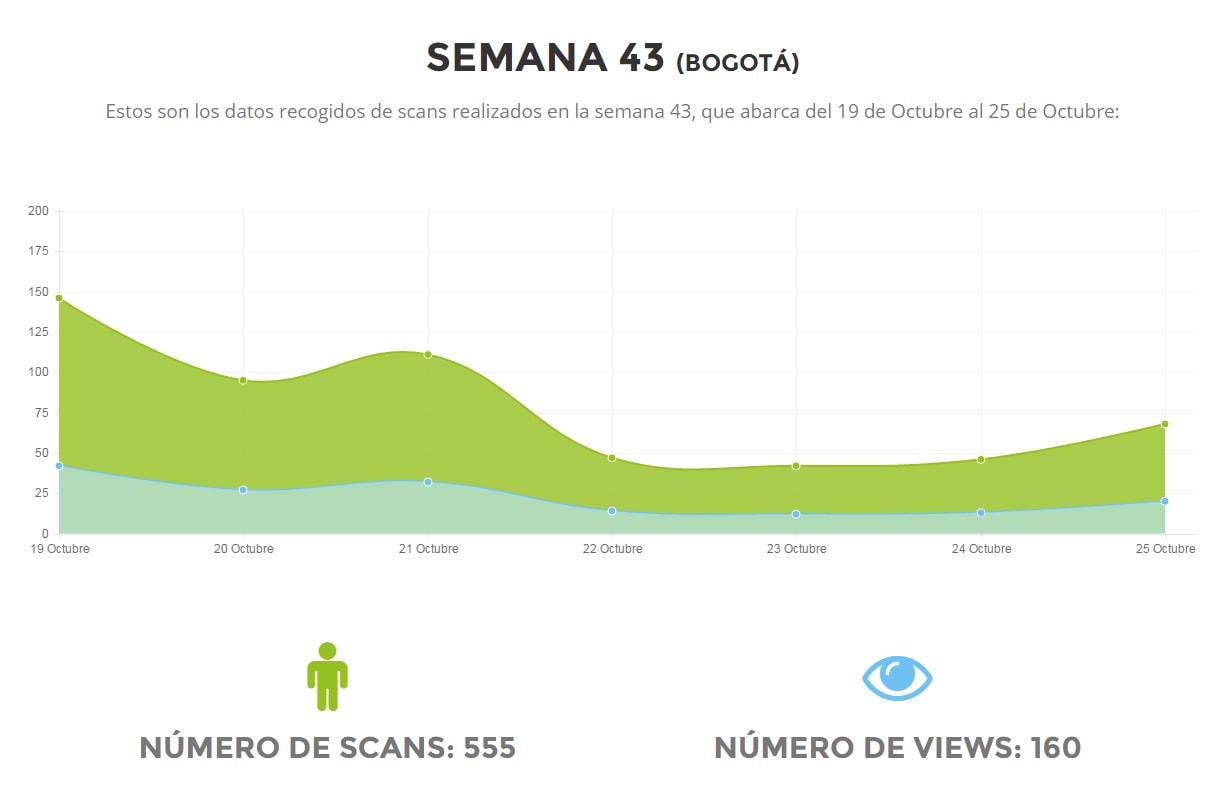 SEMANA 43 (BOGOTÁ)
Estos son los datos recogidos de scans realizados en la semana 43, que abarca del 19 de Octubre al 25 de Octubre:
200
175
150
125
100
75
50
25
0
19 Octubre 20 Octubre 21 Octubre 22 Octubre 23 Octubre 24 Octubre 25 Octubre
NÚMERO DE SCANS: 555 NÚMERO DE VIEWS: 160